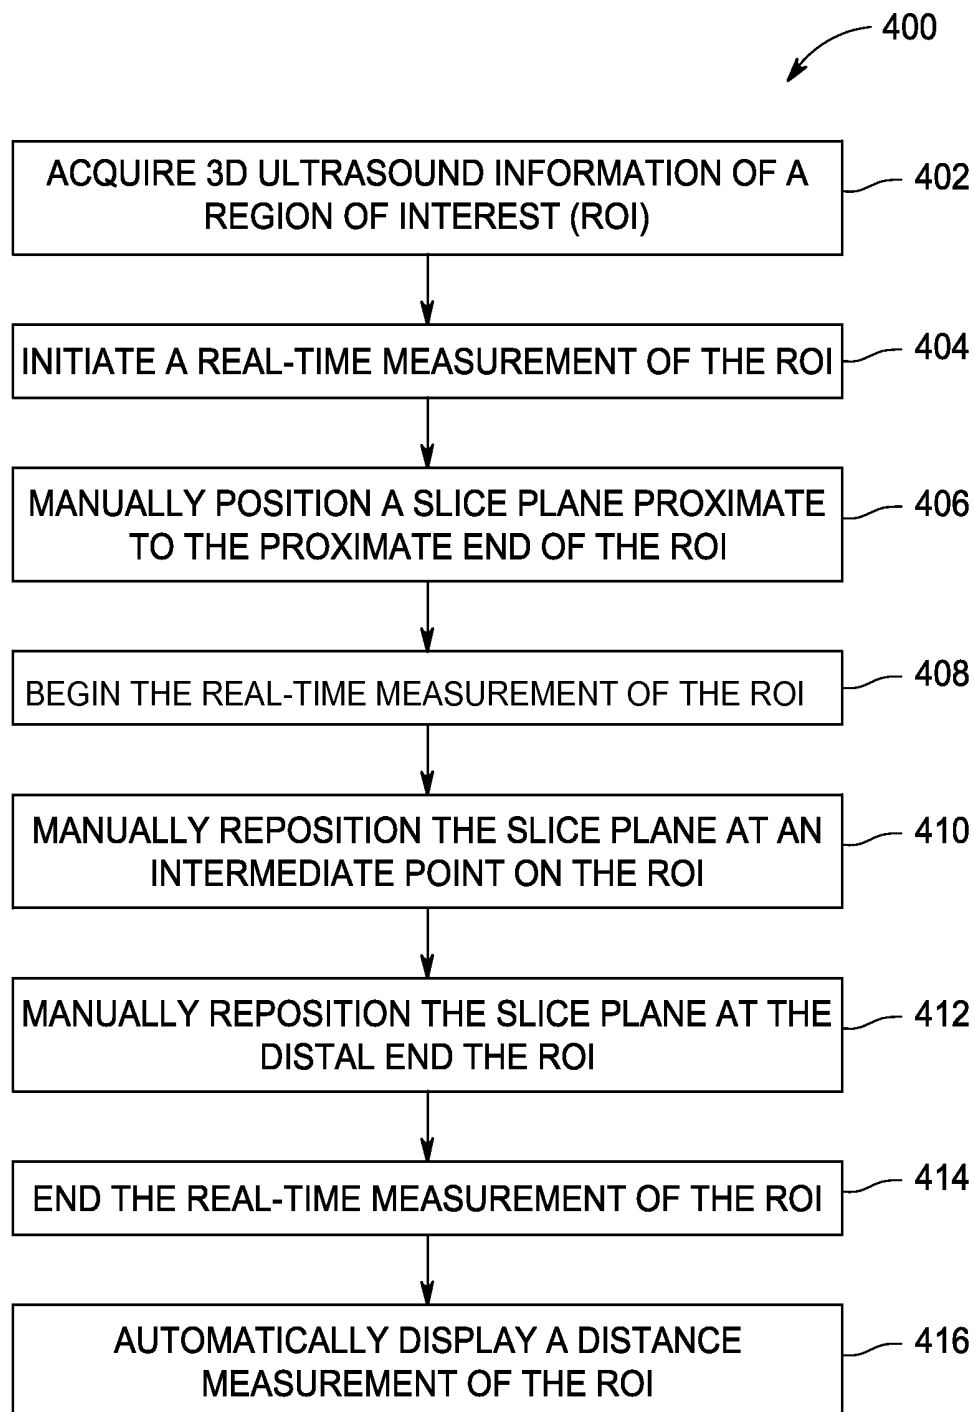 400
ACQUIRE 3D ULTRASOUND INFORMATION OF A
REGION OF INTEREST (ROI)
402
INITIATE A REAL-TIME MEASUREMENT OF THE ROI
404
MANUALLY POSITION A SLICE PLANE PROXIMATE
TO THE PROXIMATE END OF THE ROI
406
BEGIN THE REAL-TIME MEASUREMENT OF THE ROI
408
MANUALLY REPOSITION THE SLICE PLANE AT AN
INTERMEDIATE POINT ON THE ROI
410
MANUALLY REPOSITION THE SLICE PLANE AT THE
DISTAL END THE ROI
412
END THE REAL-TIME MEASUREMENT OF THE ROI
414
AUTOMATICALLY DISPLAY A DISTANCE
MEASUREMENT OF THE ROI
416